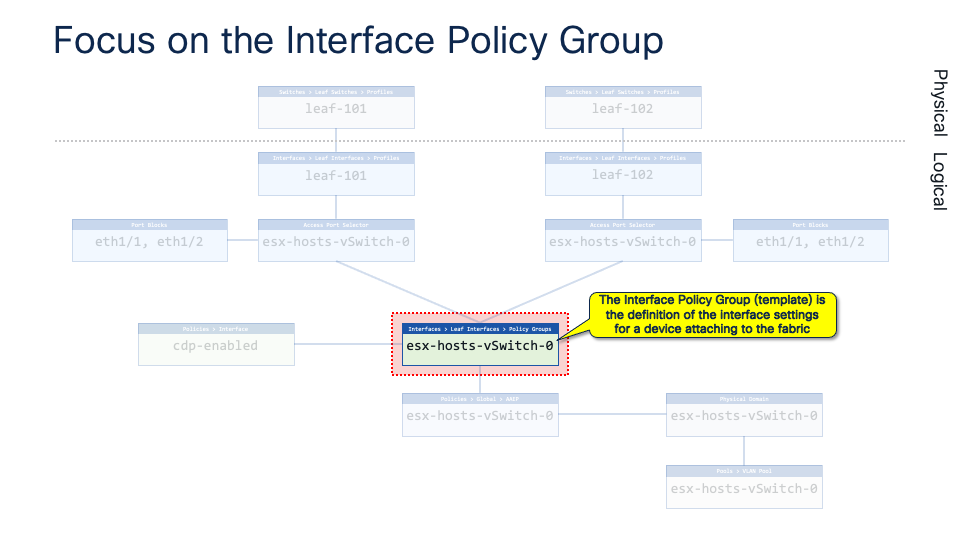 Focus on the Interface Policy Group
Physical
Logical
Switches > Leaf Switches > Profiles
leaf-101
Switches > Leaf Switches > Profiles
leaf-102
Interfaces > Leaf Interfaces > Profiles
leaf-101
Interfaces > Leaf Interfaces > Profiles
leaf-102
Port Blocks
eth1/1, eth1/2
Access Port Selector
esx-hosts-vSwitch-0
Access Port Selector
esx-hosts-vSwitch-0
Port Blocks
eth1/1, eth1/2
The Interface Policy Group (template) is
the definition of the interface settings
for a device attaching to the fabric
Policies > Interface
cdp-enabled
Interfaces > Leaf Interfaces > Policy Groups
esx-hosts-vSwitch-0
Policies > Global > AAEP
esx-hosts-vSwitch-0
Physical Domain
esx-hosts-vSwitch-0
Pools > VLAN Pool
esx-hosts-vSwitch-0